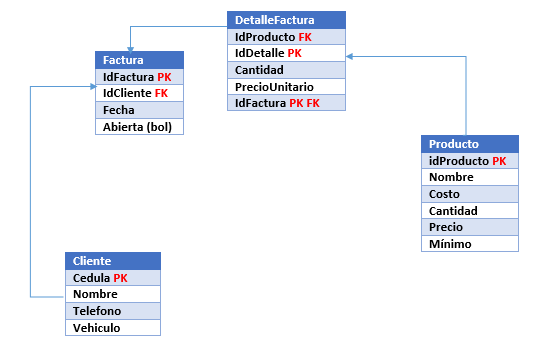 DetalleFactura
IdProducto FK
IdDetalle PK
Cantidad
PrecioUnitario
IdFactura PK FK
Factura
IdFactura PK
IdCliente FK
Fecha
Abierta (bol)
Producto
idProducto PK
Nombre
Costo
Cantidad
Precio
Mínimo
Cliente
Cedula PK
Nombre
Telefono
Vehiculo